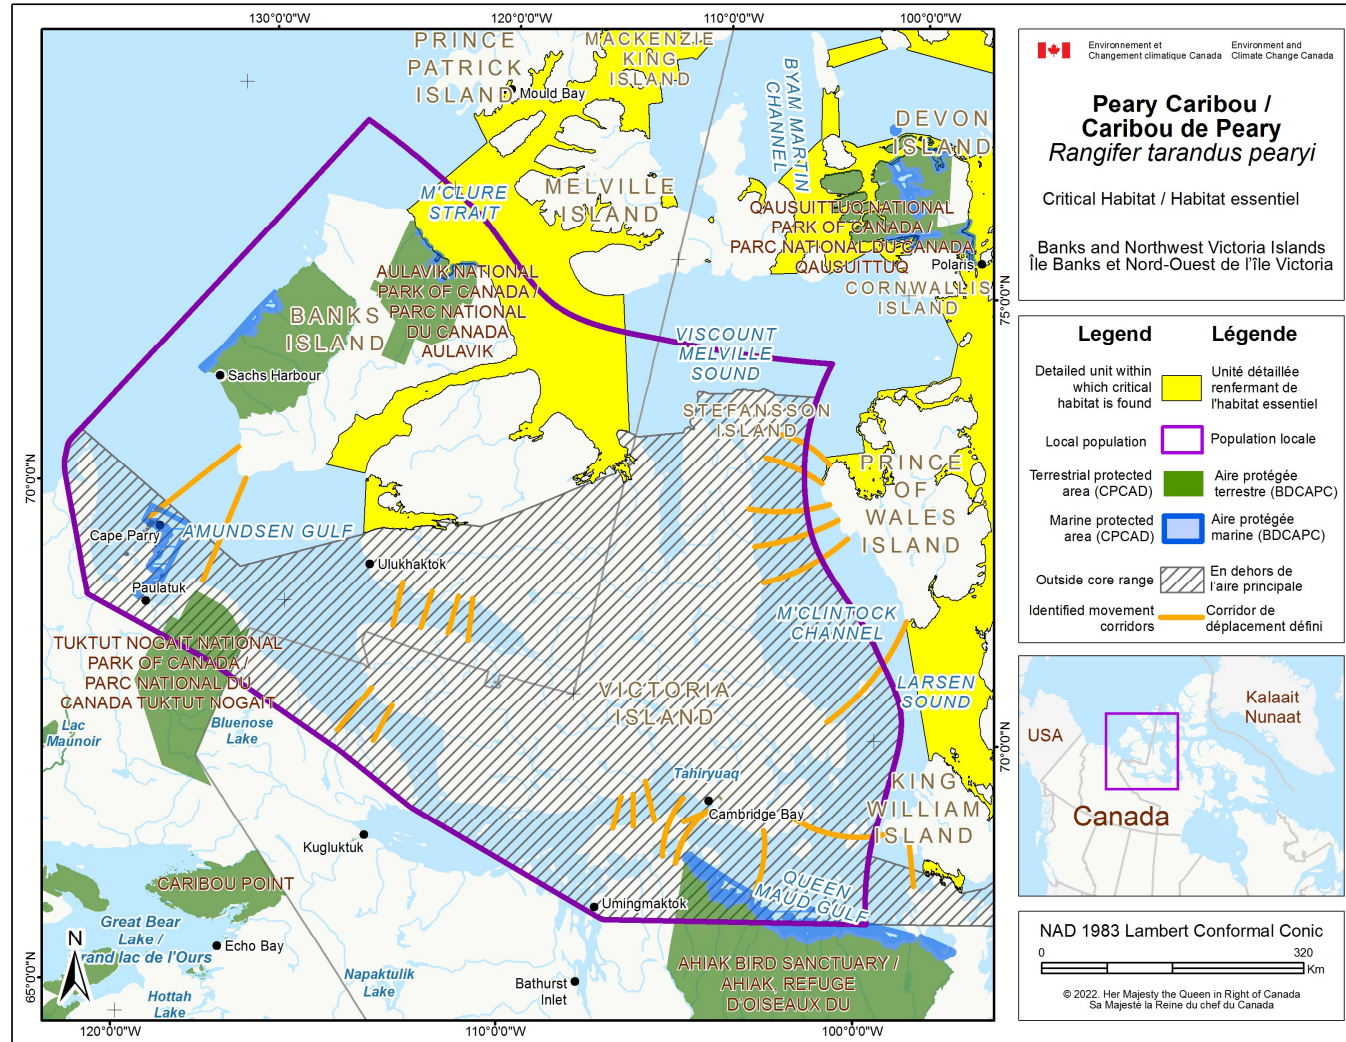 130°0'0"W
120°0'0"W
110°0'0"W
100°0'0"W
PRINCE
PATRICK
ISLAND
Mould Bay
MACKENZIE
KING
ISLAND
BYAM MARTIN
CHANNEL
DEVON
ISLAND
M'CLURE
STRAIT
MELVILLE
ISLAND
QAUSUITTUQ NATIONAL
PARK OF CANADA /
PARC NATIONAL DU CANADA
QAUSUITTUQ
Polaris
CORNWALLIS
ISLAND
75°0'0"N
AULAVIK NATIONAL
PARK OF CANADA /
PARC NATIONAL
DU CANADA
AULAVIK
BANKS
ISLAND
Sachs Harbour
VISCOUNT
MELVILLE
SOUND
STEFANSSON
ISLAND
PRINCE
OF
WALES
ISLAND
70°0'0"N
Cape Parry
AMUNDSEN GULF
Ulukhaktok
Paulatuk
M'CLINTOCK
CHANNEL
TUKTUT NOGAIT NATIONAL
PARK OF CANADA /
PARC NATIONAL DU
CANADA TUKTUT NOGAIT
Lac
Maunoir
Bluenose
Lake
VICTORIA
ISLAND
LARSEN
SOUND
70°0'0"N
Tahiryuaq
Cambridge Bay
KING
WILLIAM
ISLAND
Kugluktuk
CARIBOU POINT
Umingmaktok
QUEEN
MAUD GULF
Great Bear
Lake /
rand lac de l'Ours
Echo Bay
N
Hottah
Lake
Napaktulik
Lake
Bathurst
Inlet
AHIAK BIRD SANCTUARY /
AHIAK, REFUGE
D'OISEAUX DU
65°0'0"N
120°0'0"W
110°0'0"W
100°0'0"W
Environnement et
Changement climatique Canada
Environment and
Climate Change Canada
Peary Caribou /
Caribou de Peary
Rangifer tarandus pearyi
Critical Habitat / Habitat essentiel
Banks and Northwest Victoria Islands
Île Banks et Nord-Ouest de l'île Victoria
Legend
Légende
Detailed unit within
which critical
habitat is found
Unité détaillée
renfermant de
l'habitat essentiel
Local population
Population locale
Terrestrial protected
area (CPCAD)
Aire protégée
terrestre (BDCAPC)
Marine protected
area (CPCAD)
Aire protégée
marine (BDCAPC)
Outside core range
En dehors de
l'aire principale
Identified movement
corridors
Corridor de
déplacement défini
USA
Kalaait
Nunaat
Canada
NAD 1983 Lambert Conformal Conic
0
320
Km
© 2022. Her Majesty the Queen in Right of Canada
Sa Majesté la Reine du chef du Canada